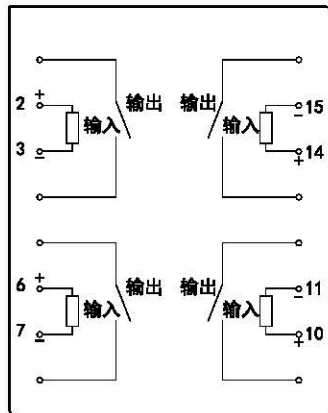 2 + 输出 输出 15
输入 输入 -
3 - + 14
6 + 输出 输出 11
输入 输入 -
7 - + 10